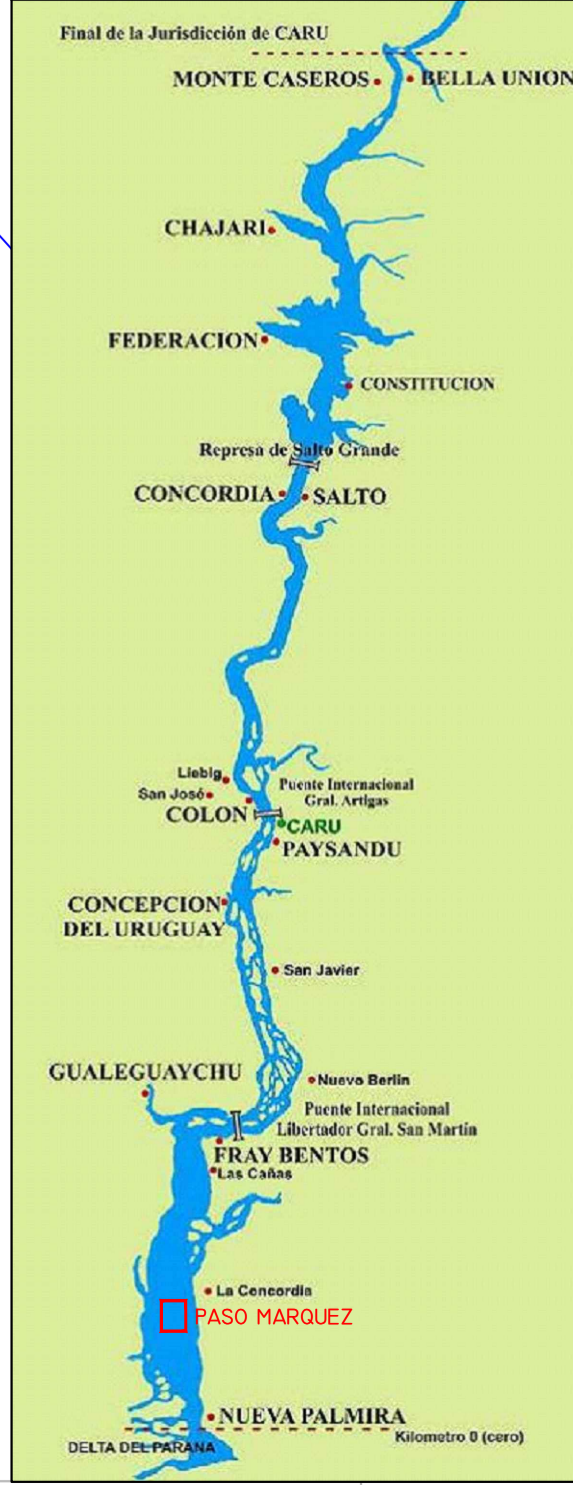 Final de la Jurisdicción de CARU
MONTE CASEROS
BELLA UNION
CHAJARI
FEDERACION
CONSTITUCION
Represa de Salto Grande
CONCORDIA
SALTO
Liebig
San José
COLON
Puente Internacional
Gral. Artigas
CARU
PAYSANDU
CONCEPCION
DEL URUGUAY
San Javier
GUALEGUAYCHU
Nuevo Berlin
Puente Internacional
Libertador Gral. San Martín
FRAY BENTOS
Las Cañas
La Concordia
PASO MARQUEZ
NUEVA PALMIRA
Kilometro 0 (cero)
DELTA DEL PARANA